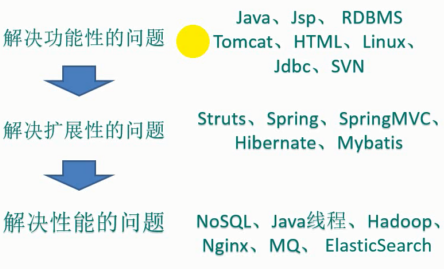 解决功能性的问题
Java、Jsp、RDBMS
Tomcat、HTML、Linux、
Jdbc、SVN
解决扩展性的问题
Struts、Spring、SpringMVC、
Hibernate、Mybatis
解决性能的问题
NoSQL、Java线程、Hadoop、
Nginx、MQ、ElasticSearch